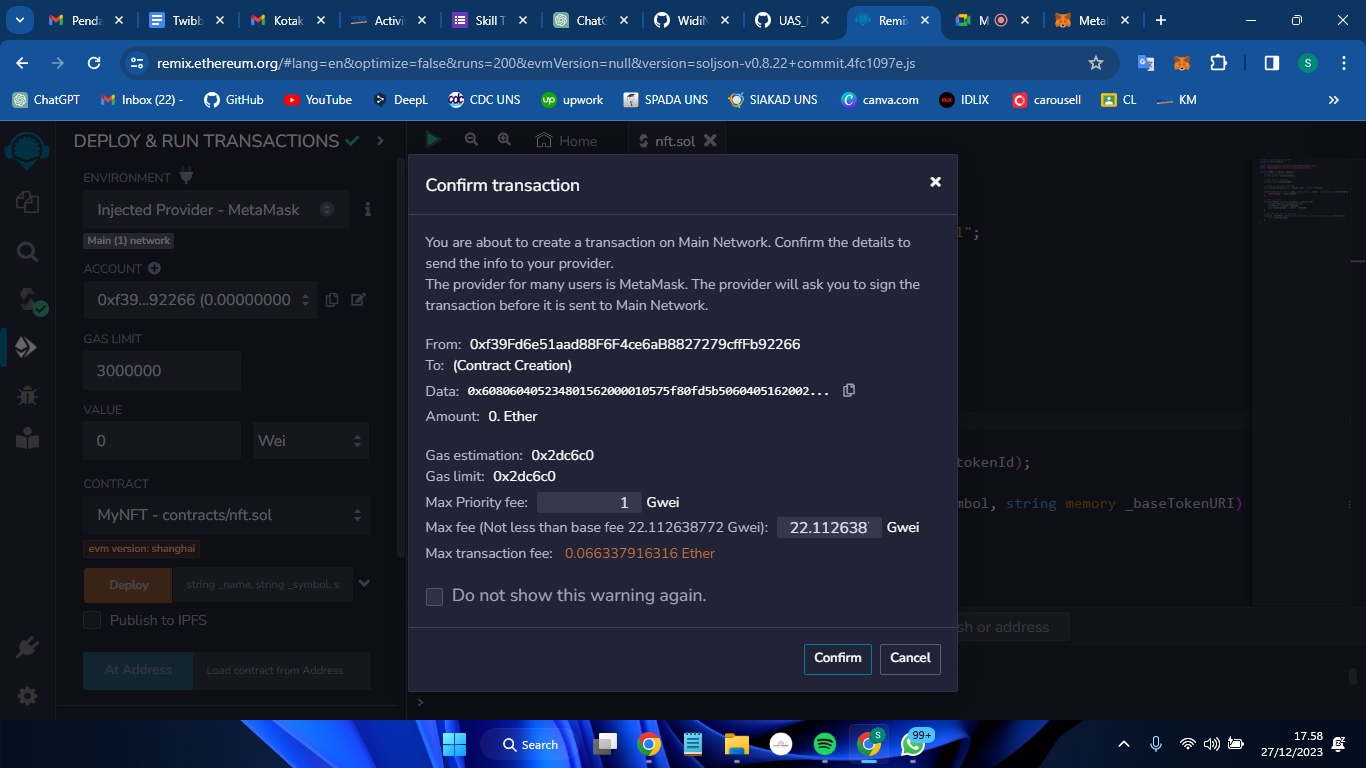 Penda
Twibb
Kotak
Activi
Skill T
ChatG
WidiN
UAS_
Remix
M
Metal
remix.ethereum.org/#lang=en&optimize=false&runs=200&evmVersion=null&version=soljson-v0.8.22+commit.4fc1097e.js
S
ChatGPT
Inbox (22) -
GitHub
YouTube
DeepL
CDC UNS
upwork
SPADA UNS
SIAKAD UNS
canva.com
IDLIX
carousell
CL
KM
DEPLOY & RUN TRANSACTIONS
Home
nft.sol
ENVIRONMENT
Injected Provider - MetaMask
Main (1) network
ACCOUNT
0xf39...92266 (0.00000000
GAS LIMIT
3000000
VALUE
0
Wei
CONTRACT
MyNFT - contracts/nft.sol
evm version: shanghai
Deploy
string _name, string _symbol, s
Publish to IPFS
At Address
Load contract from Address
Confirm transaction
You are about to create a transaction on Main Network. Confirm the details to
send the info to your provider.
The provider for many users is MetaMask. The provider will ask you to sign the
transaction before it is sent to Main Network.
From: 0xf39Fd6e51aad88F6F4ce6aB8827279cffFb92266
To: (Contract Creation)
Data: 0x608060405234801562000010575f80fd5b5060405162002...
Amount: 0. Ether
Gas estimation: 0x2dc6c0
Gas limit: 0x2dc6c0
Max Priority fee: 1 Gwei
Max fee (Not less than base fee 22.112638772 Gwei): 22.112638 Gwei
Max transaction fee: 0.066337916316 Ether
Do not show this warning again.
Confirm
Cancel
l";
tokenId);
mbol, string memory _baseTokenURI)
sh or address
>
Search
S
99+
17.58
27/12/2023